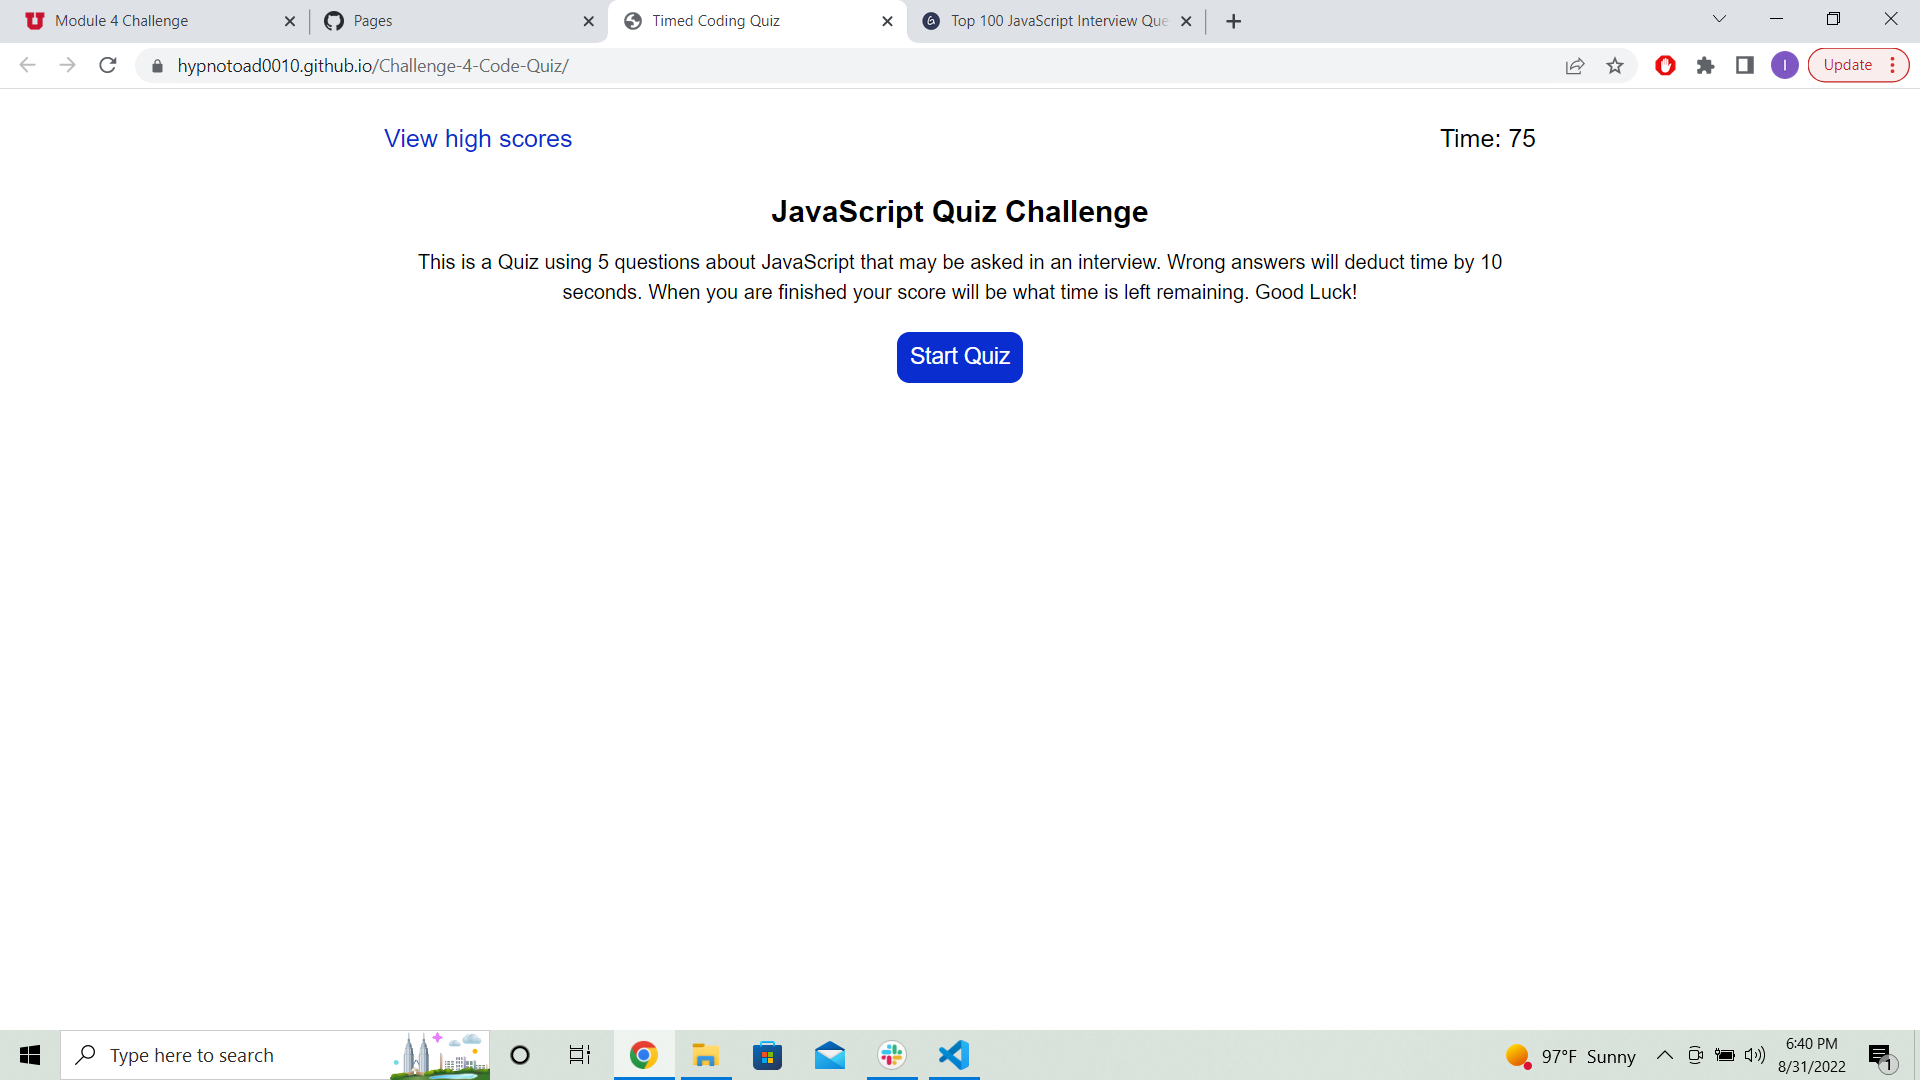 Module 4 Challenge
Pages
Timed Coding Quiz
Top 100 JavaScript Interview Que
hypnotoad0010.github.io/Challenge-4-Code-Quiz/
I
Update
View high scores
Time: 75
JavaScript Quiz Challenge
This is a Quiz using 5 questions about JavaScript that may be asked in an interview. Wrong answers will deduct time by 10
seconds. When you are finished your score will be what time is left remaining. Good Luck!
Start Quiz
Type here to search
97°F Sunny
6:40 PM
8/31/2022
1